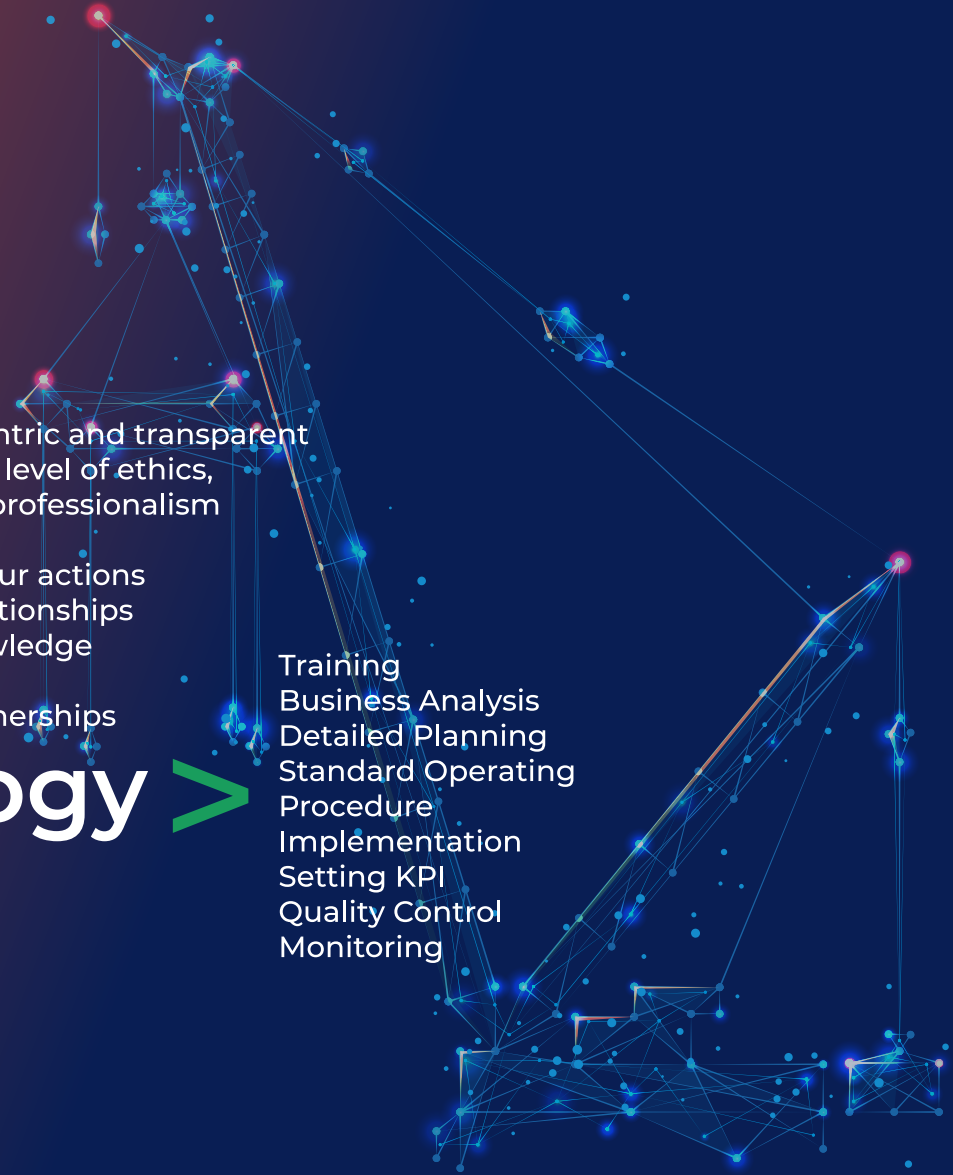 ntric and transparent
level of ethics,
professionalism
ur actions
tionships
wledge
nerships
ogy >
Training
Business Analysis
Detailed Planning
Standard Operating
Procedure
Implementation
Setting KPI
Quality Control
Monitoring